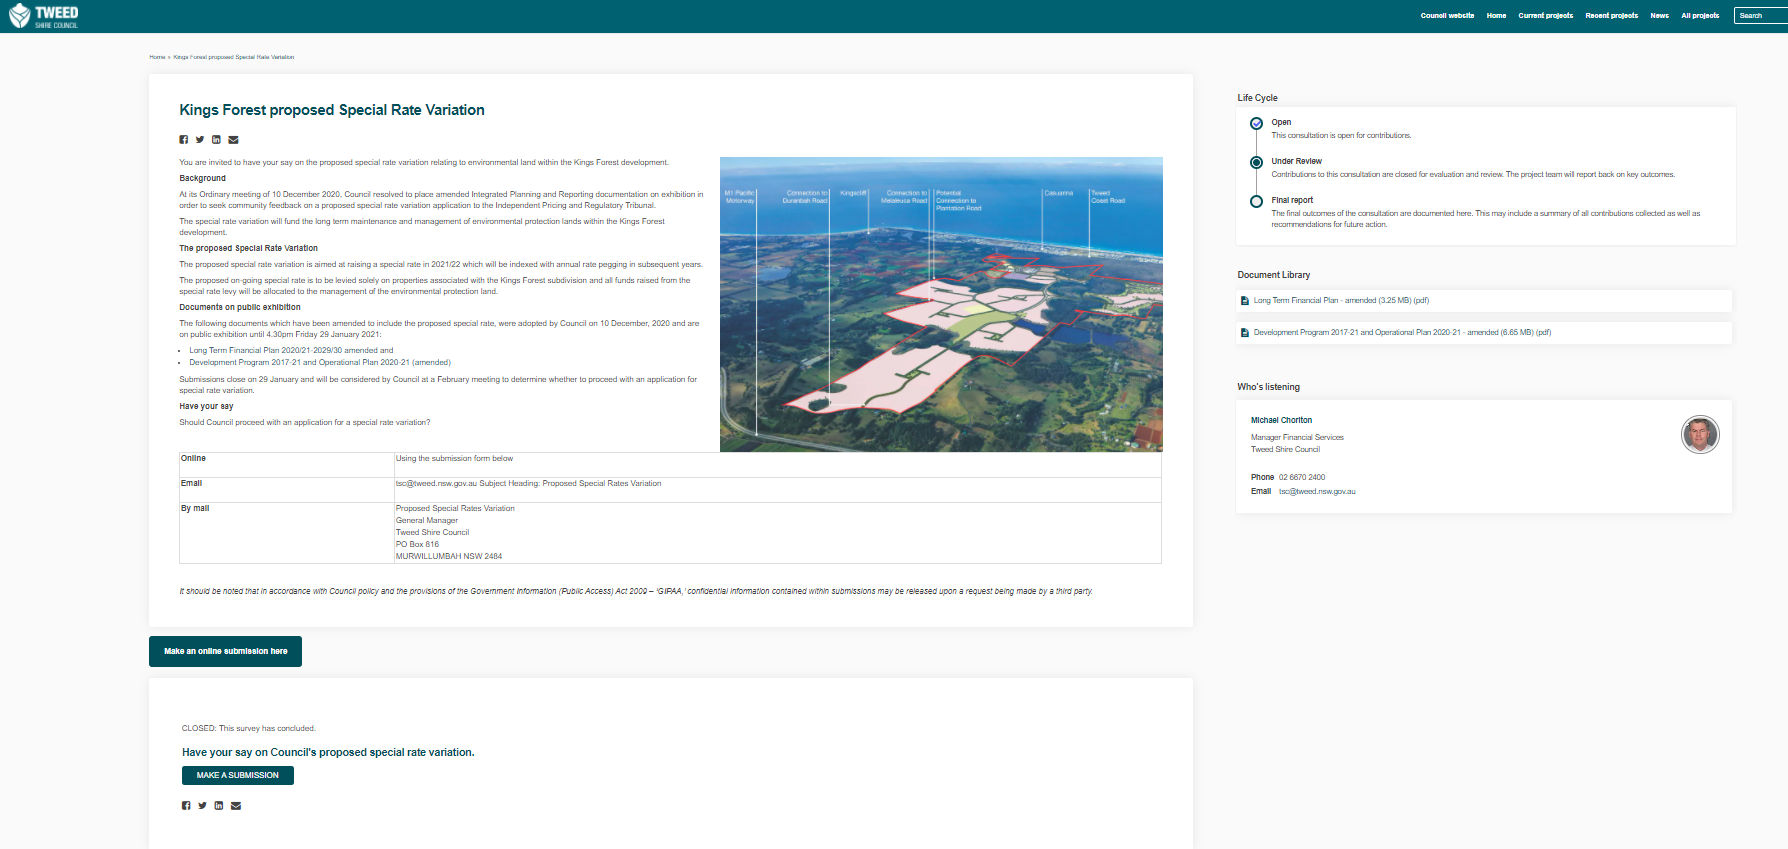 TWEED
SHIRE COUNCIL
Council website Home Current projects Recent projects News All projects Search
Home » Kings Forest proposed Special Rate Variation
Kings Forest proposed Special Rate Variation
You are invited to have your say on the proposed special rate variation relating to environmental land within the Kings Forest development.
Background
At its Ordinary meeting of 10 December 2020, Council resolved to place amended Integrated Planning and Reporting documentation on exhibition in
order to seek community feedback on a proposed special rate variation application to the Independent Pricing and Regulatory Tribunal.
The special rate variation will fund the long term maintenance and management of environmental protection lands within the Kings Forest
development.
The proposed Special Rate Variation
The proposed special rate variation is aimed at raising a special rate in 2021/22 which will be indexed with annual rate pegging in subsequent years.
The proposed on-going special rate is to be levied solely on properties associated with the Kings Forest subdivision and all funds raised from the
special rate levy will be allocated to the management of the environmental protection land.
Documents on public exhibition
The following documents which have been amended to include the proposed special rate, were adopted by Council on 10 December, 2020 and are
on public exhibition until 4.30pm Friday 29 January 2021:
• Long Term Financial Plan 2020/21-2029/30 amended and
• Development Program 2017-21 and Operational Plan 2020-21 (amended)
Submissions close on 29 January and will be considered by Council at a February meeting to determine whether to proceed with an application for
special rate variation.
Have your say
Should Council proceed with an application for a special rate variation?
M1 Pacific
Motorway
Connection to
Duranbah Road
Kingscliff
Connection to
Melaleuca Road
Potential
Connection to
Plantation Road
Casuarina
Tweed
Coast Road
Online Using the submission form below
Email tsc@tweed.nsw.gov.au Subject Heading: Proposed Special Rates Variation
By mail Proposed Special Rates Variation
General Manager
Tweed Shire Council
PO Box 816
MURWILLUMBAH NSW 2484
It should be noted that in accordance with Council policy and the provisions of the Government Information (Public Access) Act 2009 – 'GIPAA,' confidential information contained within submissions may be released upon a request being made by a third party.
Make an online submission here
CLOSED: This survey has concluded.
Have your say on Council's proposed special rate variation.
MAKE A SUBMISSION
Life Cycle
Open
This consultation is open for contributions.
Under Review
Contributions to this consultation are closed for evaluation and review. The project team will report back on key outcomes.
Final report
The final outcomes of the consultation are documented here. This may include a summary of all contributions collected as well as
recommendations for future action.
Document Library
Long Term Financial Plan - amended (3.25 MB) (pdf)
Development Program 2017-21 and Operational Plan 2020-21 - amended (6.65 MB) (pdf)
Who's listening
Michael Chorlton
Manager Financial Services
Tweed Shire Council
Phone 02 6670 2400
Email tsc@tweed.nsw.gov.au